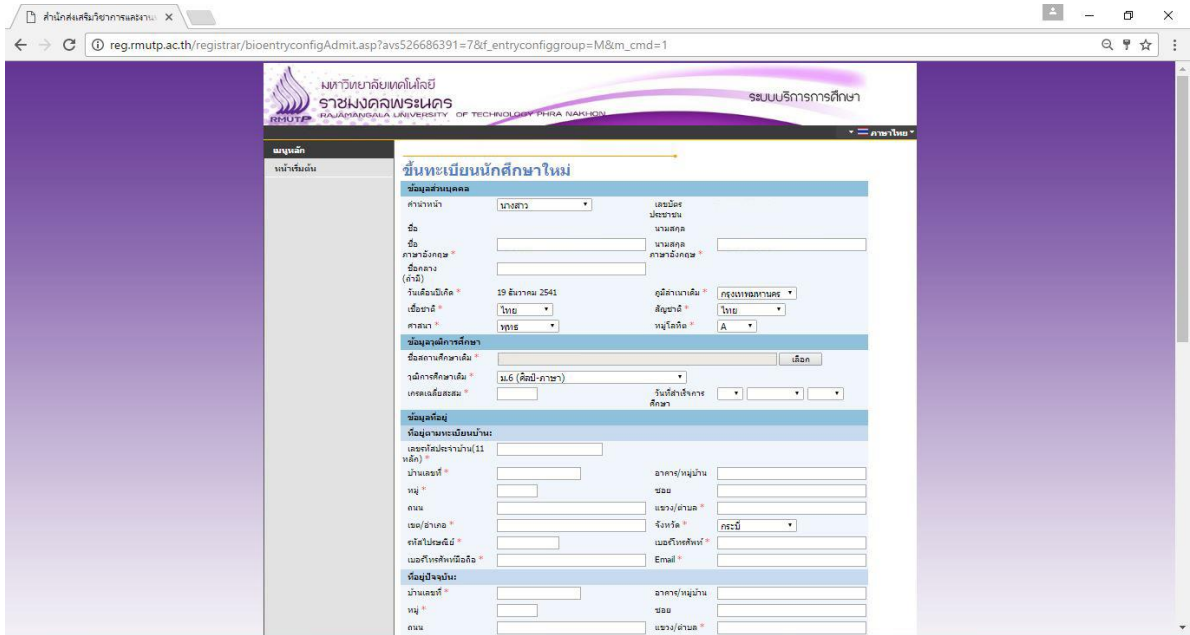 สำนักส่งเสริมวิชาการและงาน
reg.rmutp.ac.th/registrar/bioentryconfigAdmit.asp?avs526686391=7&f_entryconfiggroup=M&m_cmd=1
มหาวิทยาลัยเทคโนโลยี
ราชมงคลพระนคร
RMUTP RAJAMANGALA UNIVERSITY OF TECHNOLOGY PHRA NAKHON
ระบบบริการการศึกษา
ภาษาไทย
เมนูหลัก
หน้าเริ่มต้น
ขึ้นทะเบียนนักศึกษาใหม่
ข้อมูลส่วนบุคคล
คำนำหน้า นางสาว เลขบัตร
ประชาชน
ชื่อ นามสกุล
ชื่อ นามสกุล
ภาษาอังกฤษ * ภาษาอังกฤษ *
ชื่อกลาง
(ถ้ามี)
วันเดือนปีเกิด * 19 ธันวาคม 2541 ภูมิลำเนาเดิม * กรุงเทพมหานคร
เชื้อชาติ * ไทย สัญชาติ * ไทย
ศาสนา * พุทธ หมู่โลหิต * A
ข้อมูลวุฒิการศึกษา
ชื่อสถานศึกษาเดิม * เลือก
วุฒิการศึกษาเดิม * ม.6 (ศิลป์-ภาษา)
เกรดเฉลี่ยสะสม * วันที่สำเร็จการ
ศึกษา
ข้อมูลที่อยู่
ที่อยู่ตามทะเบียนบ้าน:
เลขรหัสประจำบ้าน(11
หลัก) *
บ้านเลขที่ * อาคาร/หมู่บ้าน
หมู่ * ซอย
ถนน แขวง/ตำบล *
เขต/อำเภอ * จังหวัด * กระบี่
รหัสไปรษณีย์ * เบอร์โทรศัพท์ *
เบอร์โทรศัพท์มือถือ * Email *
ที่อยู่ปัจจุบัน:
บ้านเลขที่ * อาคาร/หมู่บ้าน
หมู่ * ซอย
ถนน แขวง/ตำบล *